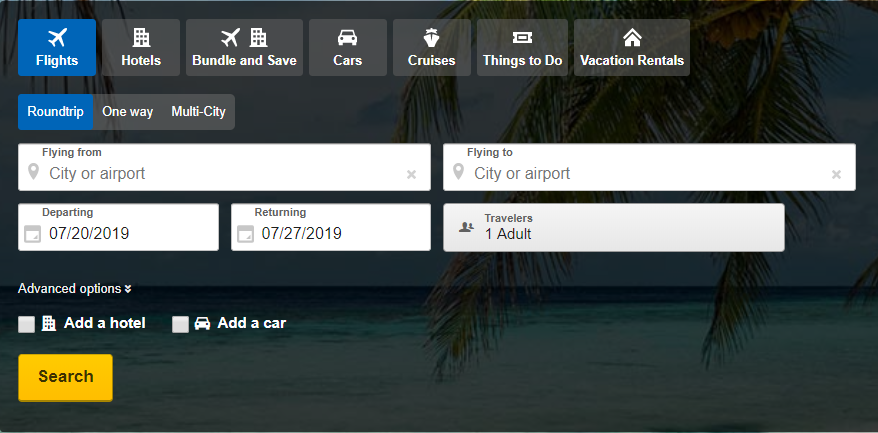 Flights
Hotels
Bundle and Save
Cars
Cruises
Things to Do
Vacation Rentals
Roundtrip
One way
Multi-City
Flying from
City or airport
Flying to
City or airport
Departing
07/20/2019
Returning
07/27/2019
Travelers
1 Adult
Advanced options
Add a hotel
Add a car
Search